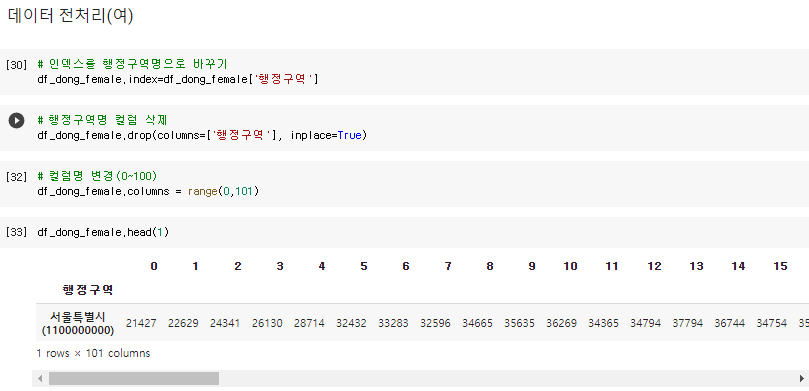 데이터 전처리(여)
[30] # 인덱스를 행정구역명으로 바꾸기
df_dong_female.index=df_dong_female['행정구역']
# 행정구역명 컬럼 삭제
df_dong_female.drop(columns=['행정구역'], inplace=True)
[32] # 컬럼명 변경(0~100)
df_dong_female.columns = range(0,101)
[33] df_dong_female.head(1)
0 1 2 3 4 5 6 7 8 9 10 11 12 13 14 15
행정구역
서울특별시
(1100000000) 21427 22629 24341 26130 28714 32432 33283 32596 34665 35635 36269 34365 34794 37794 36744 34754 35
1 rows × 101 columns